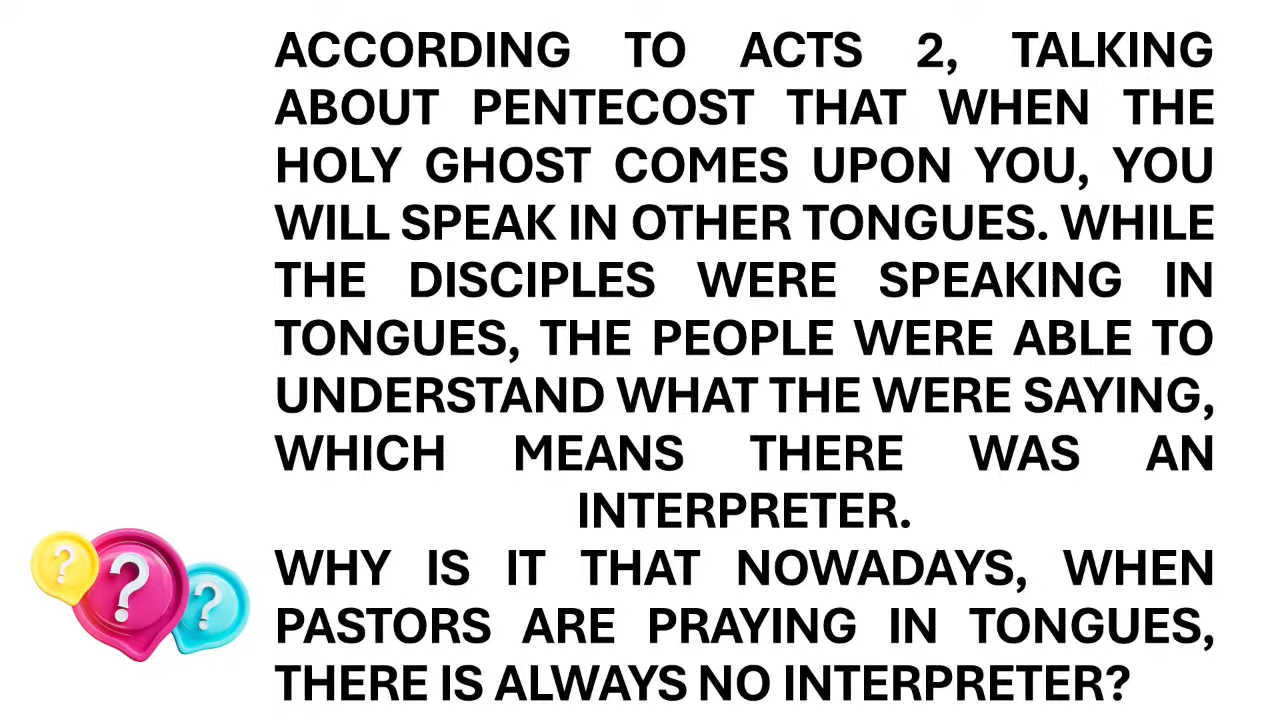 ACCORDING TO ACTS 2, TALKING
ABOUT PENTECOST THAT WHEN THE
HOLY GHOST COMES UPON YOU, YOU
WILL SPEAK IN OTHER TONGUES. WHILE
THE DISCIPLES WERE SPEAKING IN
TONGUES, THE PEOPLE WERE ABLE TO
UNDERSTAND WHAT THE WERE SAYING,
WHICH MEANS THERE WAS AN
INTERPRETER.
WHY IS IT THAT NOWADAYS, WHEN
PASTORS ARE PRAYING IN TONGUES,
THERE IS ALWAYS NO INTERPRETER?
? ? ?